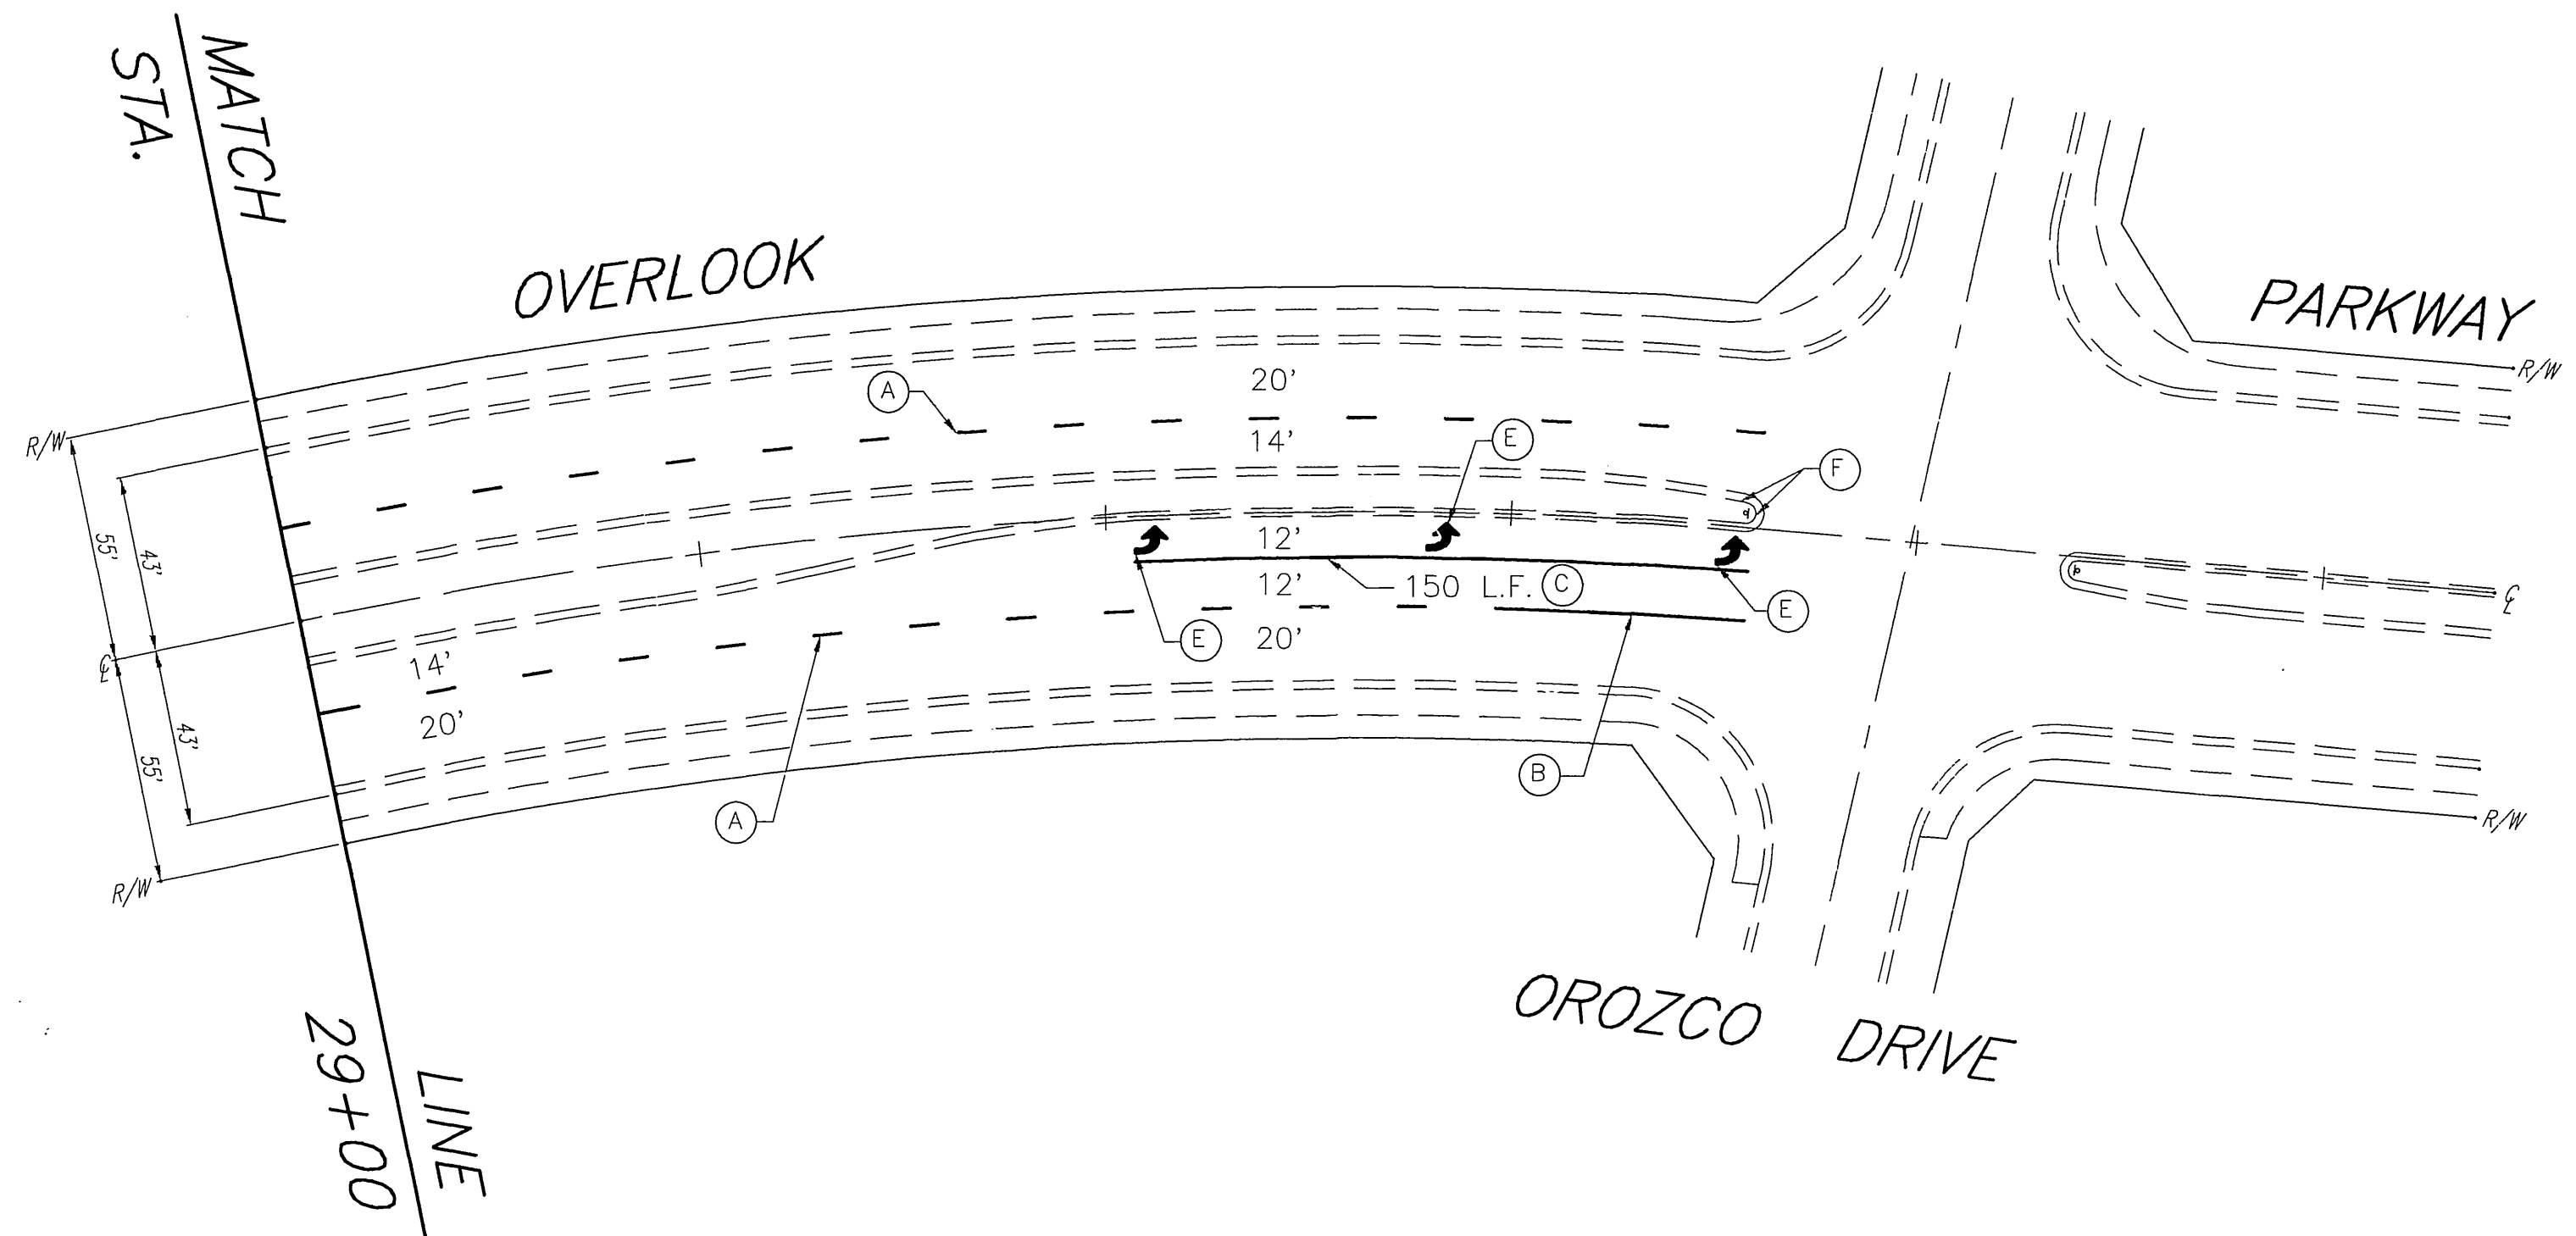 MATCH LINE
STA. 29+00
OVERLOOK PARKWAY
R/W
R/W
20'
A
14'
E
F
12'
12'
150 L.F. C
20'
E
E
14'
20'
A
B
55'
43'
℄
43'
55'
R/W
℄
R/W
OROZCO DRIVE